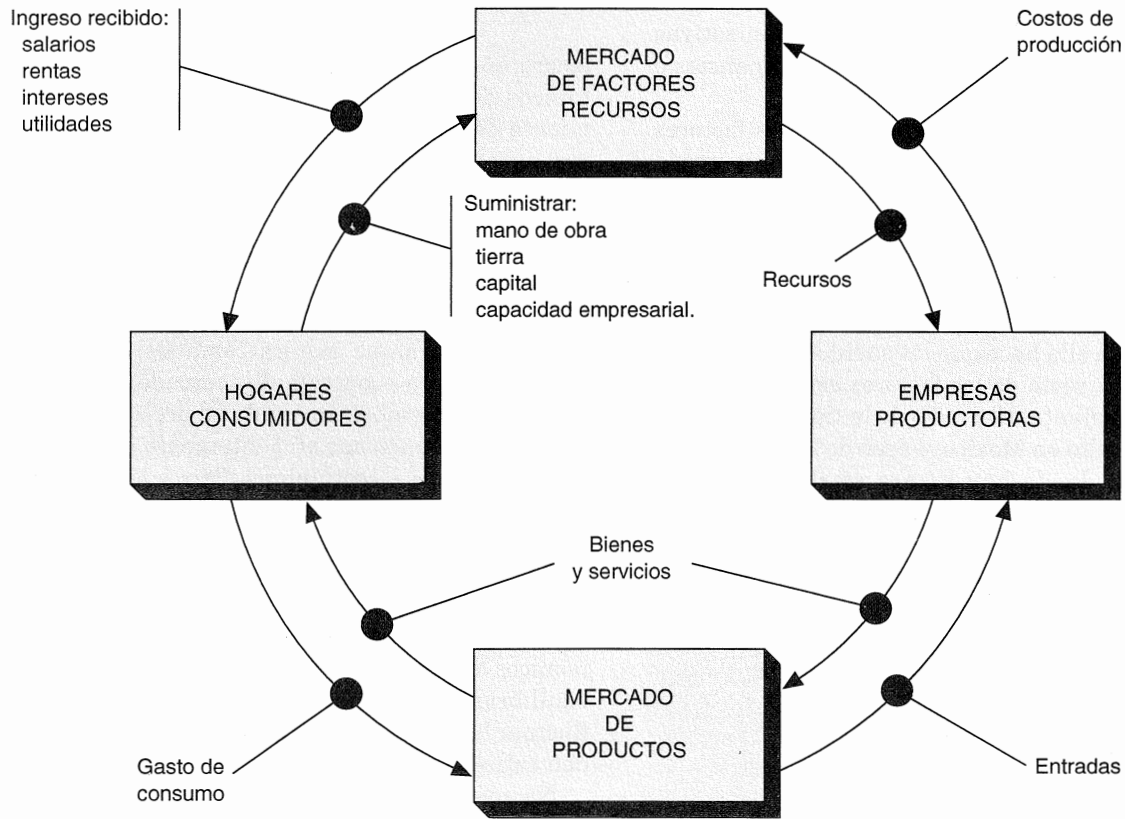 Ingreso recibido:
salarios
rentas
intereses
utilidades
MERCADO
DE FACTORES
RECURSOS
Costos de
producción
Suministrar:
mano de obra
tierra
capital
capacidad empresarial.
Recursos
HOGARES
CONSUMIDORES
EMPRESAS
PRODUCTORAS
Bienes
y servicios
MERCADO
DE
PRODUCTOS
Gasto de
consumo
Entradas